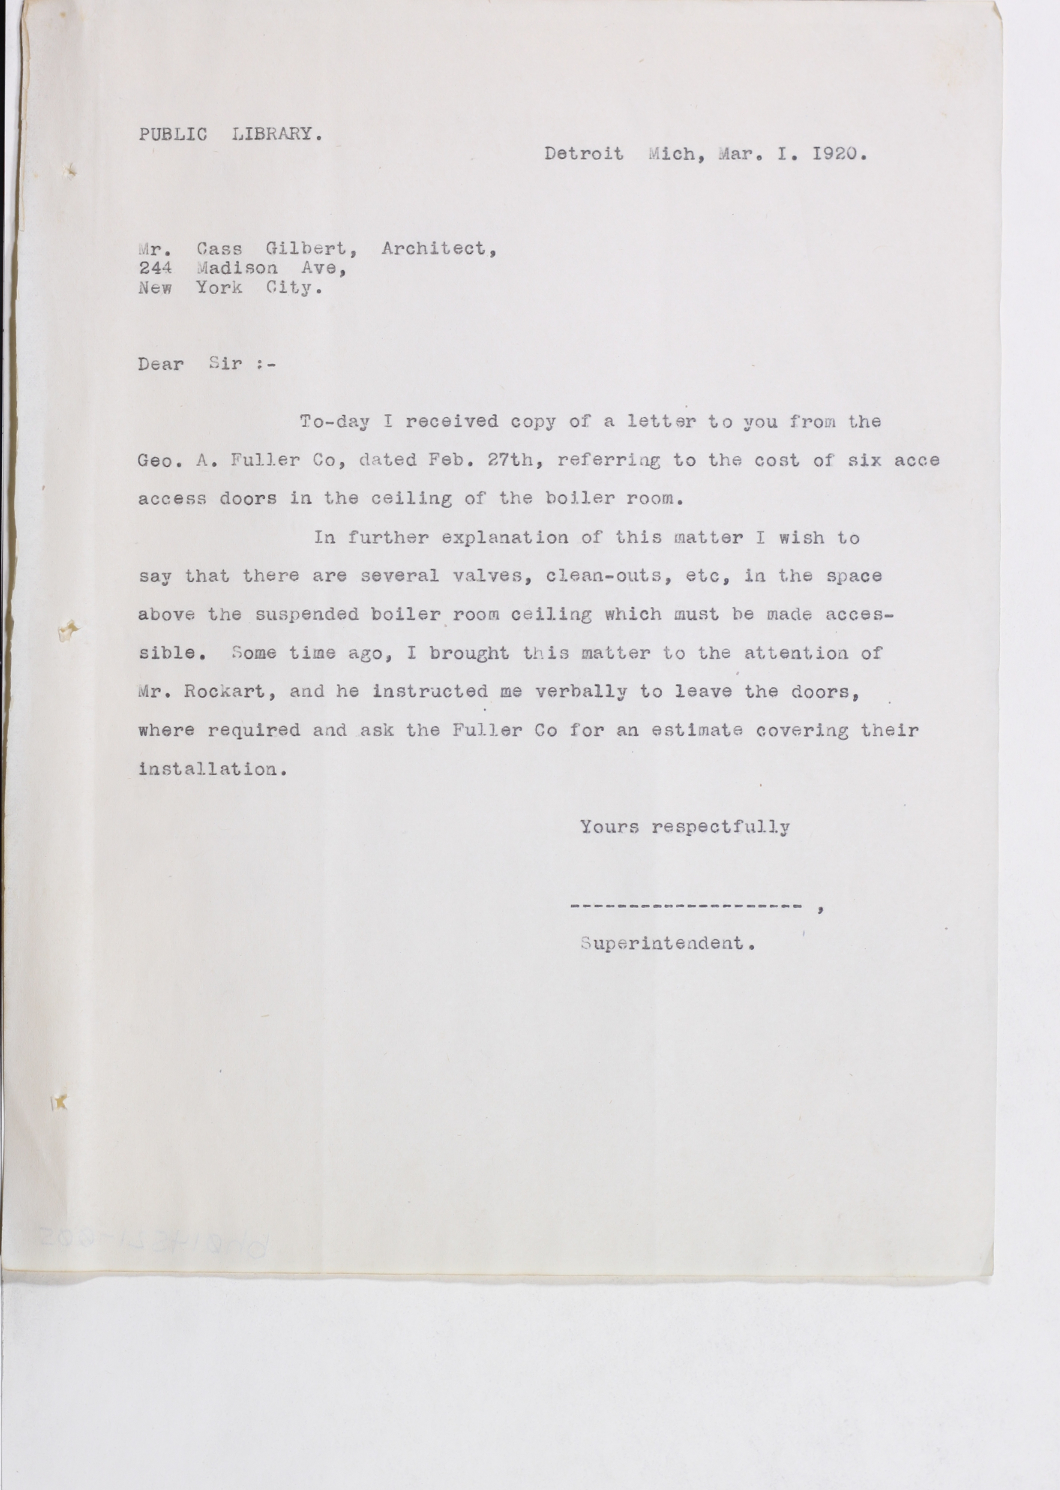 PUBLIC LIBRARY.
Detroit Mich, Mar. I. I920.
Mr. Cass Gilbert, Architect,
244 Madison Ave,
New York City.
Dear Sir :-
To-day I received copy of a letter to you from the
Geo. A. Fuller Co, dated Feb. 27th, referring to the cost of six acce
access doors in the ceiling of the boiler room.
In further explanation of this matter I wish to
say that there are several valves, clean-outs, etc, in the space
above the suspended boiler room ceiling which must be made acces-
sible. Some time ago, I brought this matter to the attention of
Mr. Rockart, and he instructed me verbally to leave the doors,
where required and ask the Fuller Co for an estimate covering their
installation.
Yours respectfully
-------------------- ,
Superintendent.